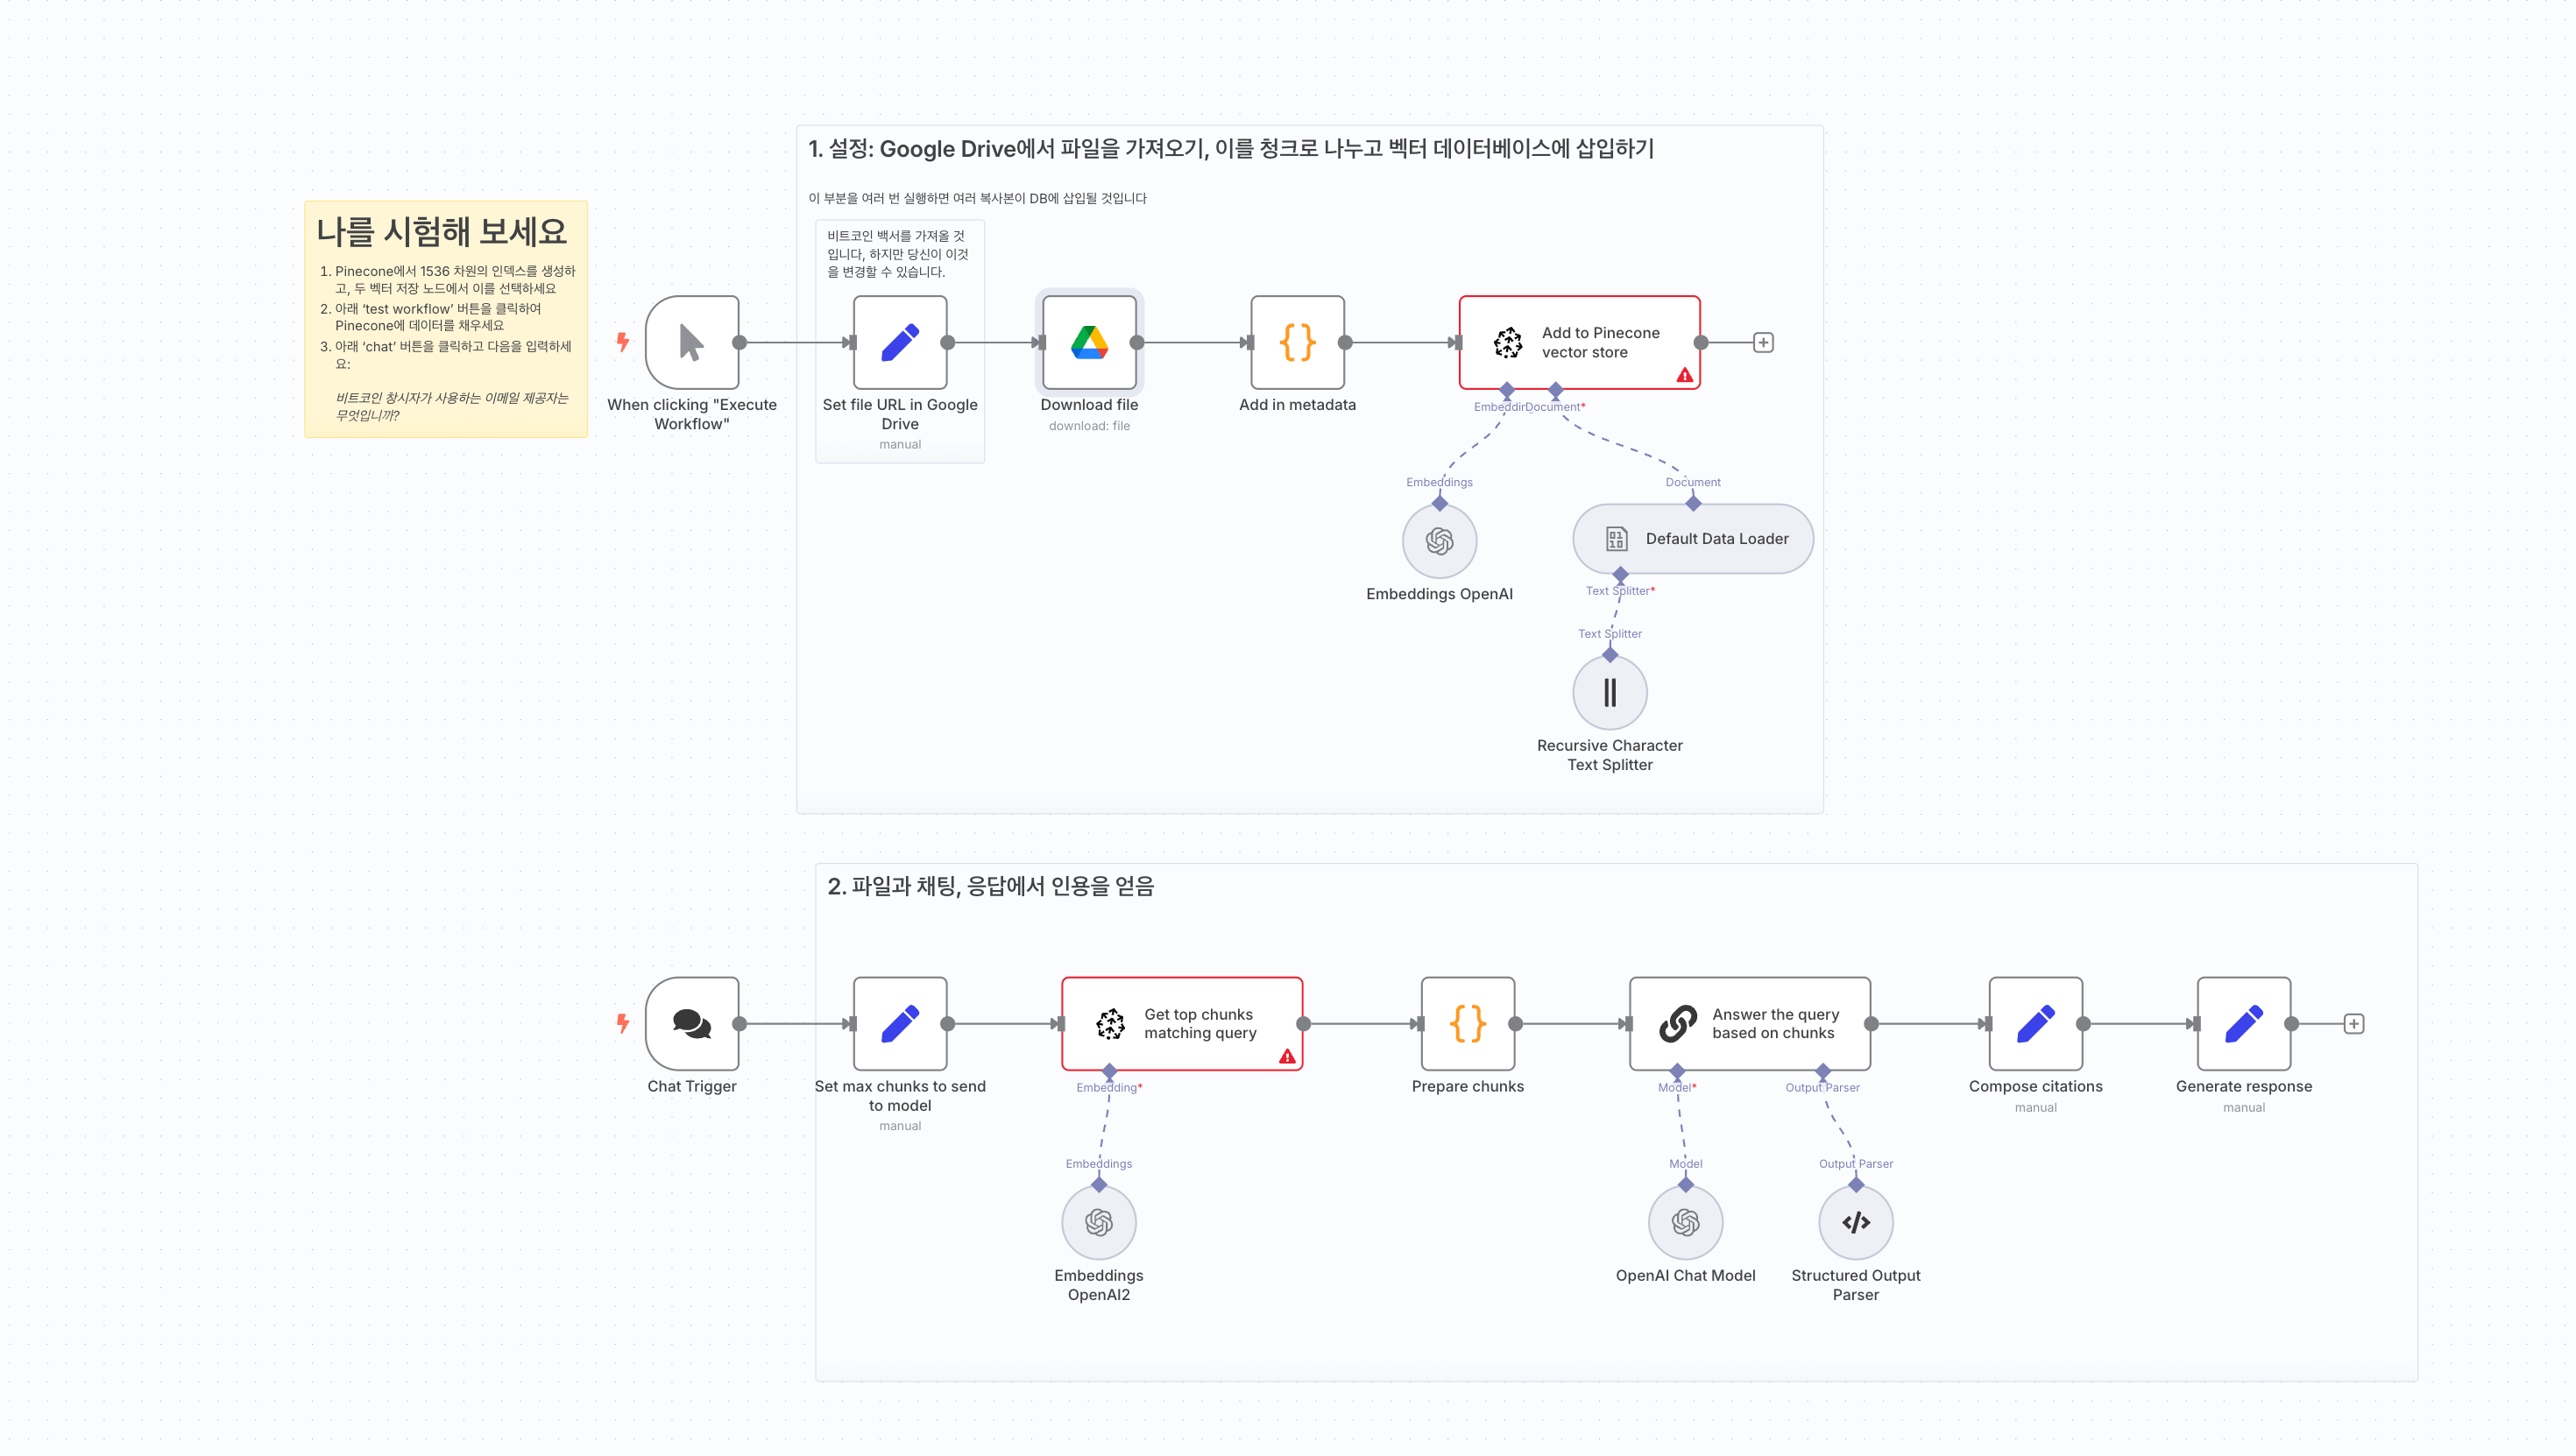 1. 설정: Google Drive에서 파일을 가져오기, 이를 청크로 나누고 벡터 데이터베이스에 삽입하기
이 부분을 여러 번 실행하면 여러 복사본이 DB에 삽입될 것입니다
나를 시험해 보세요
1. Pinecone에서 1536 차원의 인덱스를 생성하
고, 두 벡터 저장 노드에서 이를 선택하세요
2. 아래 ‘test workflow’ 버튼을 클릭하여
Pinecone에 데이터를 채우세요
3. 아래 ‘chat’ 버튼을 클릭하고 다음을 입력하세
요:
비트코인 창시자가 사용하는 이메일 제공자는
무엇입니까?
비트코인 백서를 가져올 것
입니다, 하지만 당신이 이것
을 변경할 수 있습니다.
When clicking "Execute
Workflow"
Set file URL in Google
Drive
manual
Download file
download: file
Add in metadata
Add to Pinecone
vector store
Embeddin
Document*
Embeddings
Document
Embeddings OpenAI
Default Data Loader
Text Splitter*
Text Splitter
Recursive Character
Text Splitter
2. 파일과 채팅, 응답에서 인용을 얻음
Chat Trigger
Set max chunks to send
to model
manual
Get top chunks
matching query
Embedding*
Embeddings
Embeddings
OpenAI2
Prepare chunks
Answer the query
based on chunks
Model*
Output Parser
Model
Output Parser
OpenAI Chat Model
Structured Output
Parser
Compose citations
manual
Generate response
manual